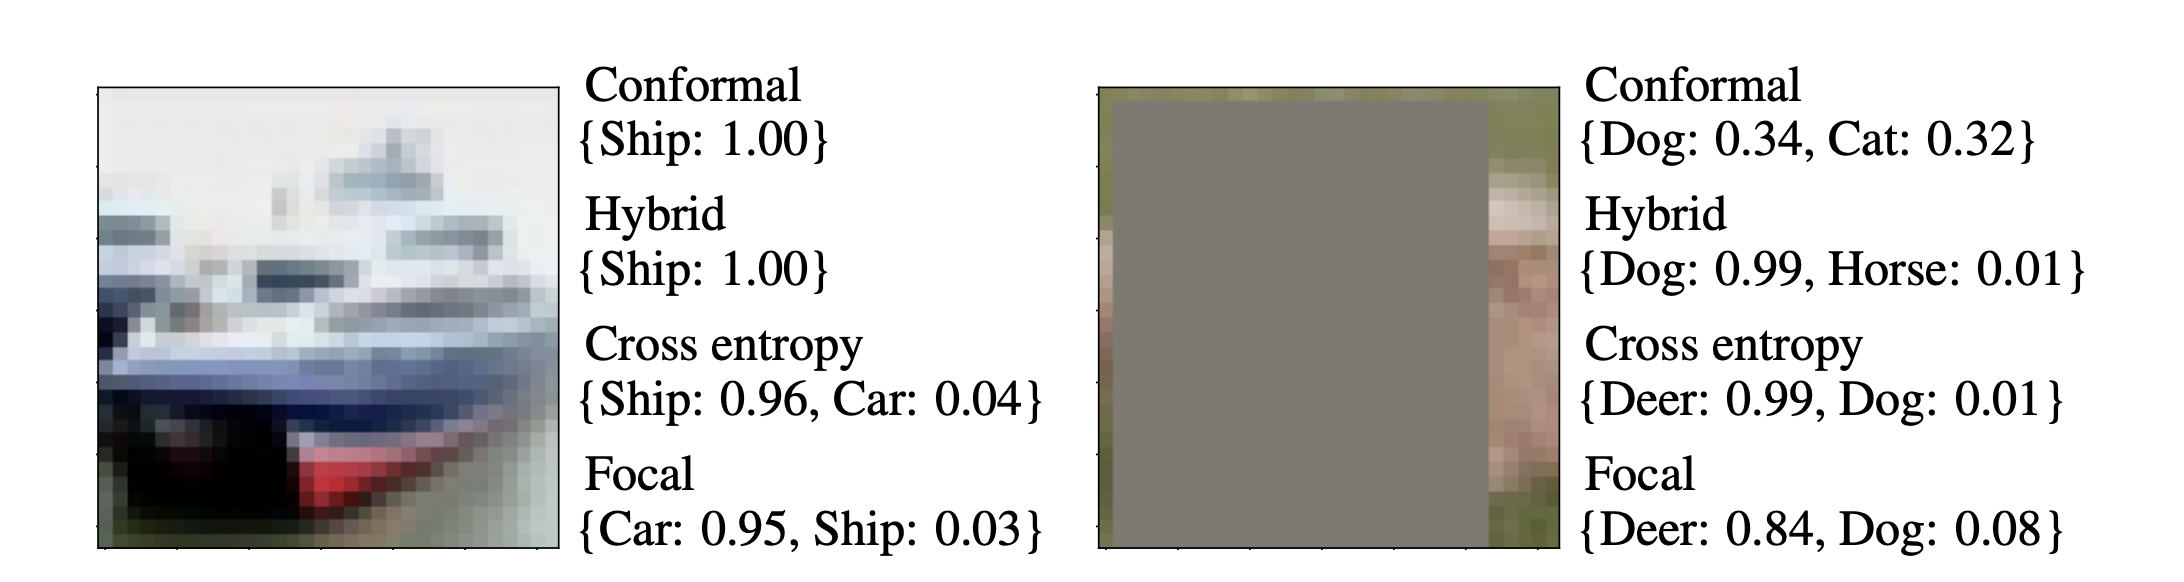 Conformal
{Ship: 1.00}
Hybrid
{Ship: 1.00}
Cross entropy
{Ship: 0.96, Car: 0.04}
Focal
{Car: 0.95, Ship: 0.03}
Conformal
{Dog: 0.34, Cat: 0.32}
Hybrid
{Dog: 0.99, Horse: 0.01}
Cross entropy
{Deer: 0.99, Dog: 0.01}
Focal
{Deer: 0.84, Dog: 0.08}